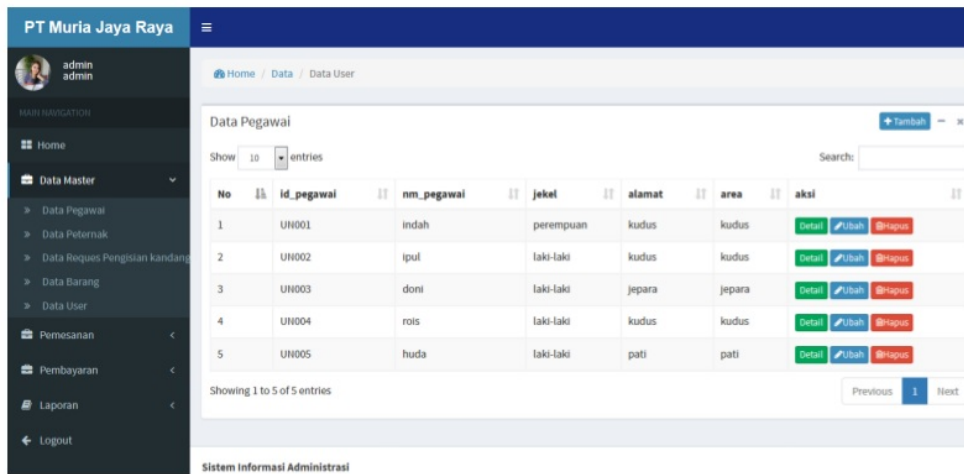 PT Muria Jaya Raya
admin
admin
Home / Data / Data User
MAIN NAVIGATION
Home
Data Master
Data Pegawai
Data Peternak
Data Reques Pengisian kandang
Data Barang
Data User
Pemesanan
Pembayaran
Laporan
Logout
Data Pegawai
Tambah
Show 10 entries
Search:
No id_pegawai nm_pegawai jekel alamat area aksi
1 UN001 indah perempuan kudus kudus Detail Ubah Hapus
2 UN002 ipul laki-laki kudus kudus Detail Ubah Hapus
3 UN003 doni laki-laki jepara jepara Detail Ubah Hapus
4 UN004 rois laki-laki kudus kudus Detail Ubah Hapus
5 UN005 huda laki-laki pati pati Detail Ubah Hapus
Showing 1 to 5 of 5 entries
Previous 1 Next
Sistem Informasi Administrasi